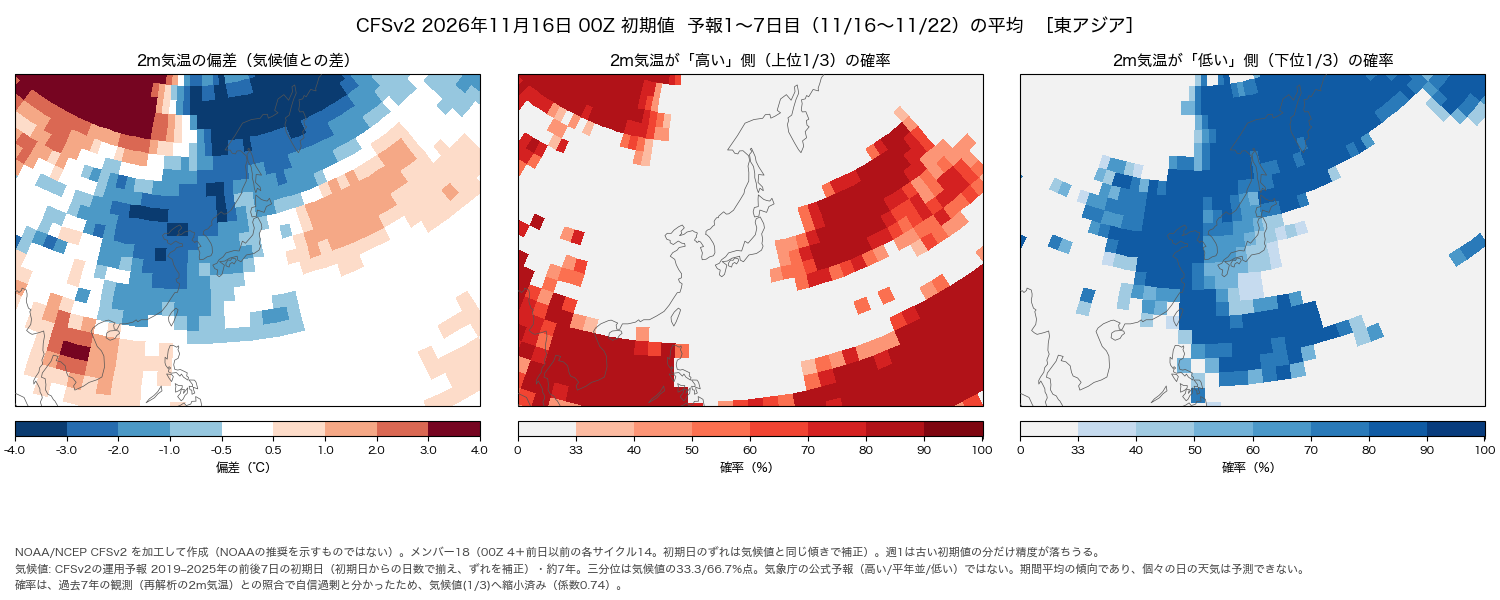 CFSv2 2026年11月16日 00Z 初期値 予報1〜7日目（11/16〜11/22）の平均 ［東アジア］
2m気温の偏差（気候値との差）
2m気温が「高い」側（上位1/3）の確率
2m気温が「低い」側（下位1/3）の確率
-4.0 -3.0 -2.0 -1.0 -0.5 0.5 1.0 2.0 3.0 4.0
偏差（℃）
0 33 40 50 60 70 80 90 100
確率（%）
0 33 40 50 60 70 80 90 100
確率（%）
NOAA/NCEP CFSv2 を加工して作成（NOAAの推奨を示すものではない）。メンバー18（00Z 4＋前日以前の各サイクル14。初期日のずれは気候値と同じ傾きで補正）。週1は古い初期値の分だけ精度が落ちうる。
気候値: CFSv2の運用予報 2019–2025年の前後7日の初期日（初期日からの日数で揃え、ずれを補正）・約7年。三分位は気候値の33.3/66.7%点。気象庁の公式予報（高い/平年並/低い）ではない。期間平均の傾向であり、個々の日の天気は予測できない。
確率は、過去7年の観測（再解析の2m気温）との照合で自信過剰と分かったため、気候値(1/3)へ縮小済み（係数0.74）。